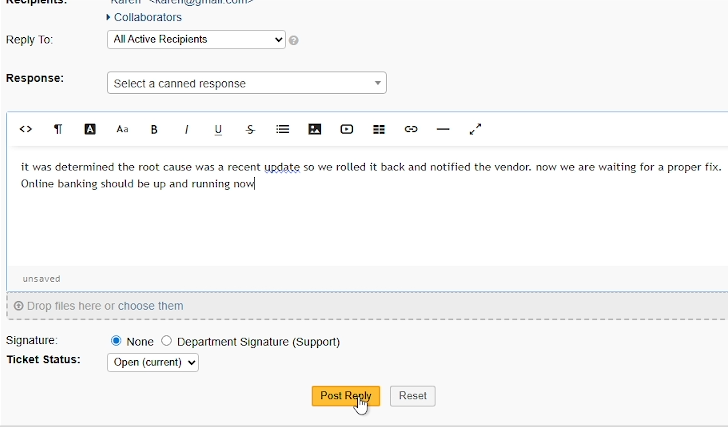 Recipients: "Karen" <karen@gmail.com>
Collaborators
Reply To: All Active Recipients
Response: Select a canned response
<> ¶ A Aa B I U S
it was determined the root cause was a recent update so we rolled it back and notified the vendor. now we are waiting for a proper fix.
Online banking should be up and running now
unsaved
Drop files here or choose them
Signature: None Department Signature (Support)
Ticket Status: Open (current)
Post Reply Reset